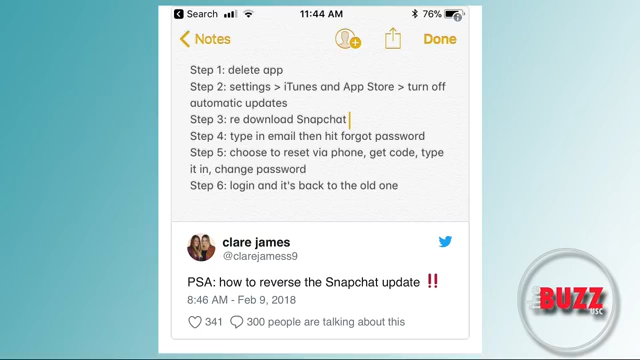 Search
11:44 AM
76%
Notes
Done
Step 1: delete app
Step 2: settings > iTunes and App Store > turn off
automatic updates
Step 3: re download Snapchat
Step 4: type in email then hit forgot password
Step 5: choose to reset via phone, get code, type
it in, change password
Step 6: login and it's back to the old one
clare james
@clarejamess9
PSA: how to reverse the Snapchat update ‼️
8:46 AM - Feb 9, 2018
341
300 people are talking about this
BUZZ
USC